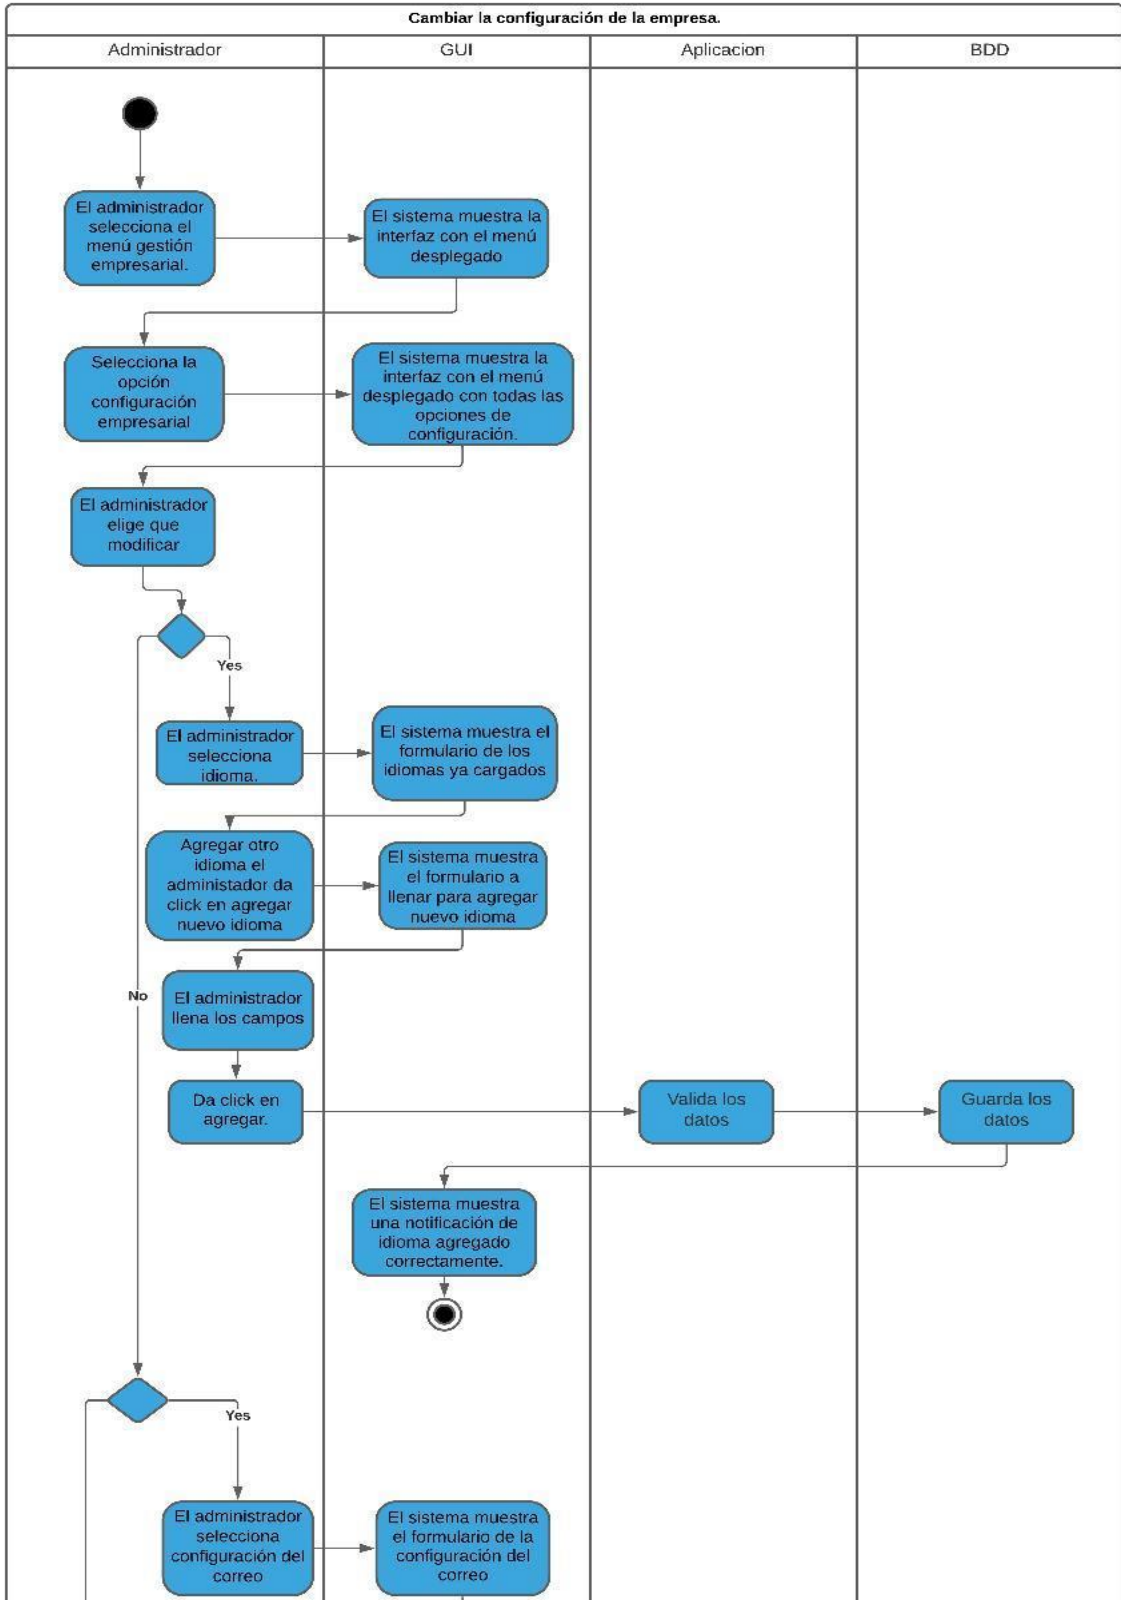 Cambiar la configuración de la empresa.
Administrador
GUI
Aplicacion
BDD
El administrador
selecciona el
menú gestión
empresarial.
El sistema muestra la
interfaz con el menú
desplegado
Selecciona la
opción
configuración
empresarial
El sistema muestra la
interfaz con el menú
desplegado con todas las
opciones de
configuración.
El administrador
elige que
modificar
Yes
El administrador
selecciona
idioma.
El sistema muestra el
formulario de los
idiomas ya cargados
Agregar otro
idioma el
administador da
click en agregar
nuevo idioma
El sistema muestra
el formulario a
llenar para agregar
nuevo idioma
No
El administrador
llena los campos
Da click en
agregar.
Valida los
datos
Guarda los
datos
El sistema muestra
una notificación de
idioma agregado
correctamente.
Yes
El administrador
selecciona
configuración del
correo
El sistema muestra
el formulario de la
configuración del
correo